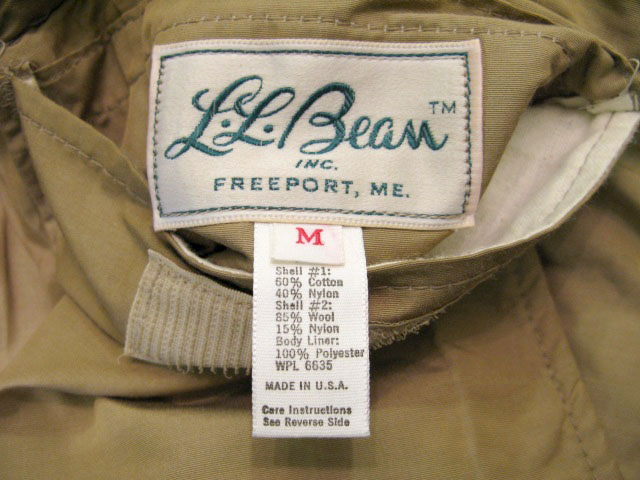 L.L.Bean™
INC.
FREEPORT, ME.
M
Shell #1:
60% Cotton
40% Nylon
Shell #2:
85% Wool
15% Nylon
Body Liner:
100% Polyester
WPL 6635
MADE IN U.S.A.
Care Instructions
See Reverse Side